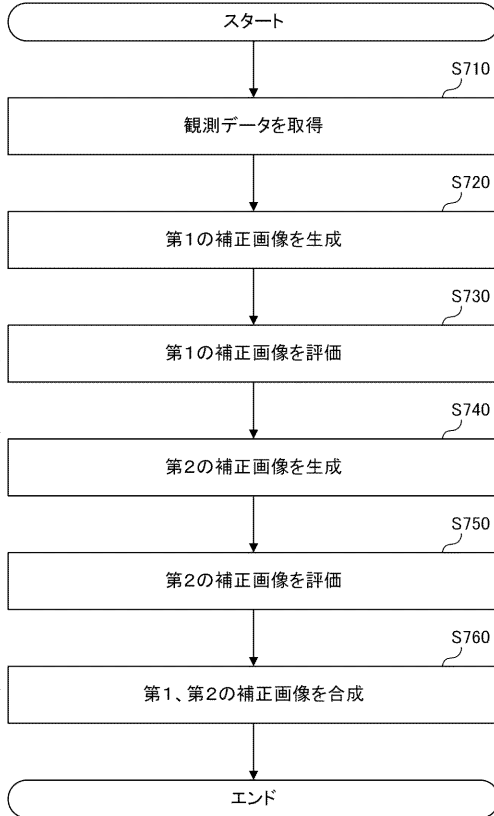 スタート
S710
観測データを取得
S720
第1の補正画像を生成
S730
第1の補正画像を評価
S740
第2の補正画像を生成
S750
第2の補正画像を評価
S760
第1、第2の補正画像を合成
エンド